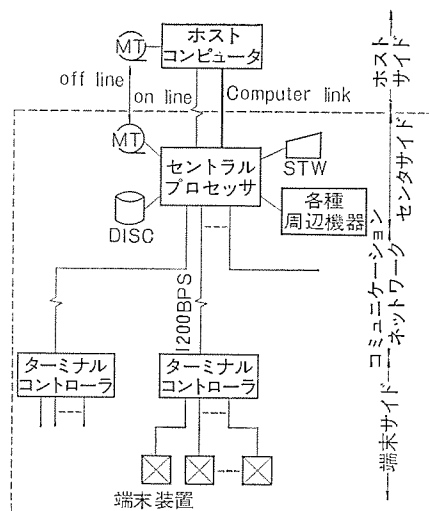 MT
ホスト
コンピュータ
off line
on line
Computer link
MT
セントラル
プロセッサ
STW
DISC
各種
周辺機器
1200BPS
ターミナル
コントローラ
ターミナル
コントローラ
端末装置
ホスト
サイド
センタサイド
コミュニケーション
ネットワーク
端末サイド